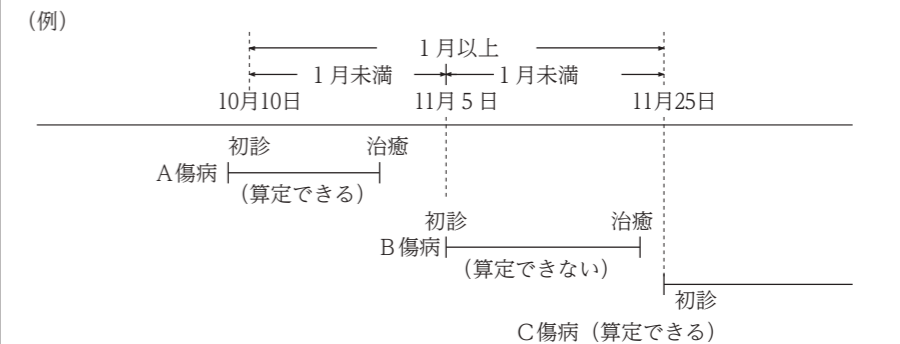 （例）
１月以上
１月未満　１月未満
10月10日　11月５日　11月25日
初診　治癒
Ａ傷病
（算定できる）
初診　治癒
Ｂ傷病
（算定できない）
初診
Ｃ傷病（算定できる）